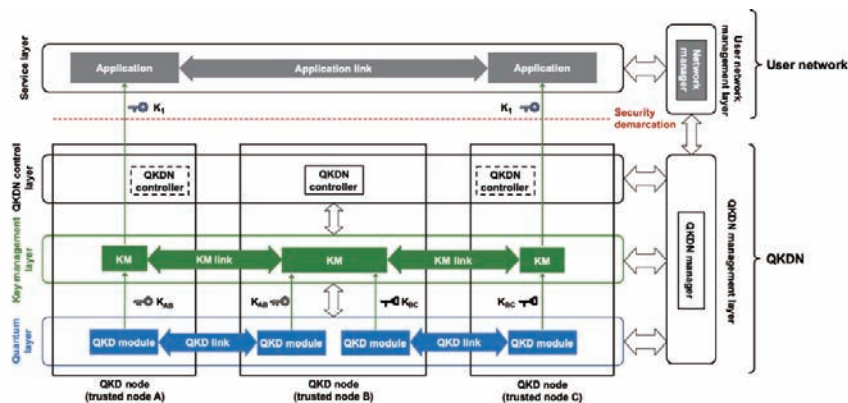 Service layer
Application
Application link
Application
Network manager
User network management layer
User network
K1
K1
Security demarcation
QKDN control layer
QKDN controller
QKDN controller
QKDN controller
Key management layer
KM
KM link
KM
KM link
KM
QKDN manager
QKDN management layer
QKDN
KAB
KAB
KBC
KBC
Quantum layer
QKD module
QKD link
QKD module
QKD module
QKD link
QKD module
QKD node
(trusted node A)
QKD node
(trusted node B)
QKD node
(trusted node C)